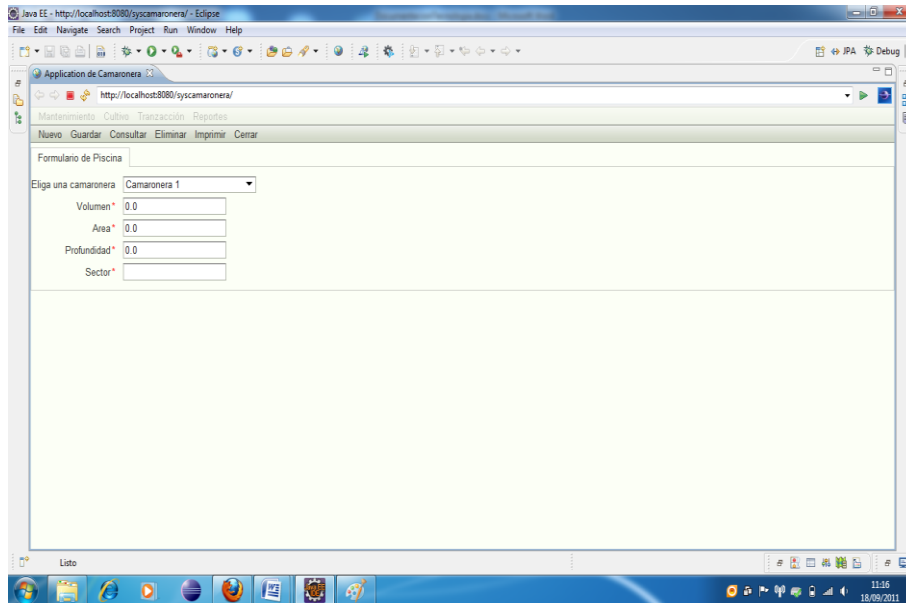 Java EE - http://localhost:8080/syscamaronera/ - Eclipse
File Edit Navigate Search Project Run Window Help
JPA Debug
Application de Camaronera
http://localhost:8080/syscamaronera/
Mantenimiento Cultivo Tranzacción Reportes
Nuevo Guardar Consultar Eliminar Imprimir Cerrar
Formulario de Piscina
Eliga una camaronera Camaronera 1
Volumen* 0.0
Area* 0.0
Profundidad* 0.0
Sector*
Listo
11:16
18/09/2011